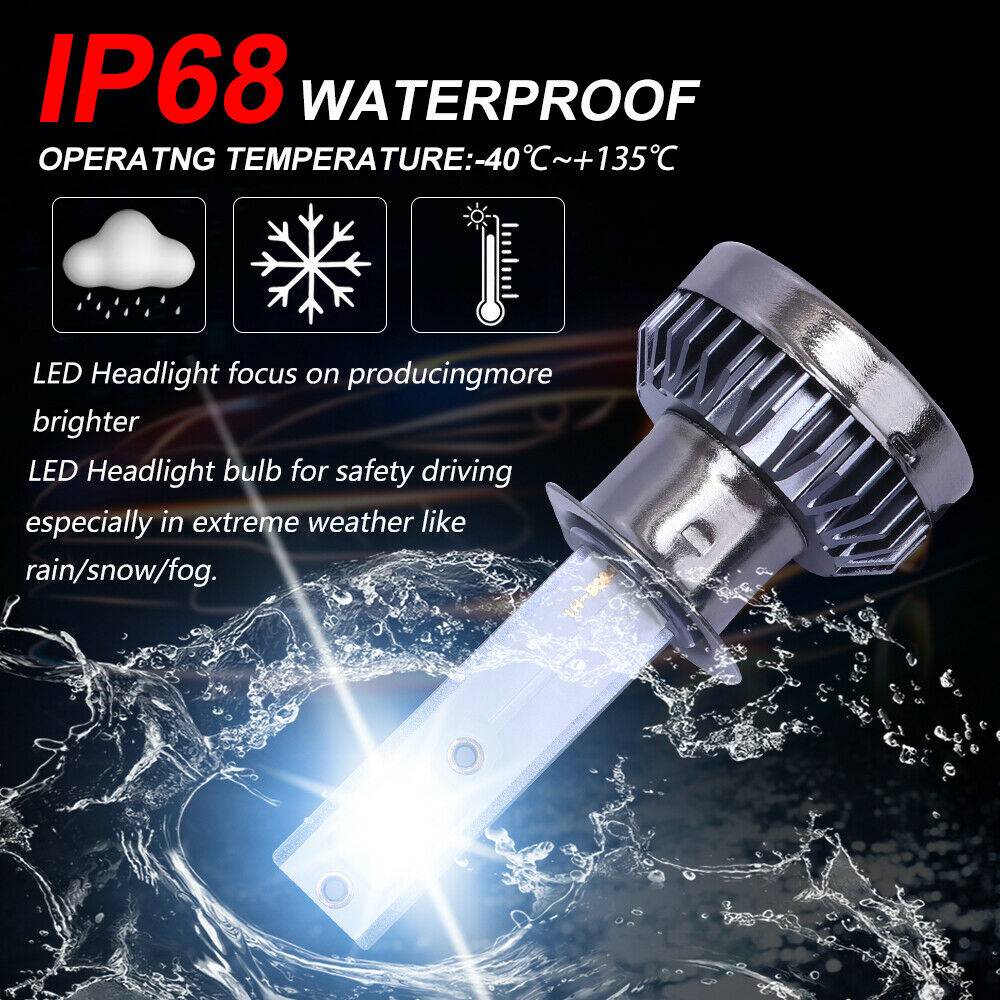 IP68 WATERPROOF
OPERATNG TEMPERATURE:-40℃~+135℃
LED Headlight focus on producingmore
brighter
LED Headlight bulb for safety driving
especially in extreme weather like
rain/snow/fog.